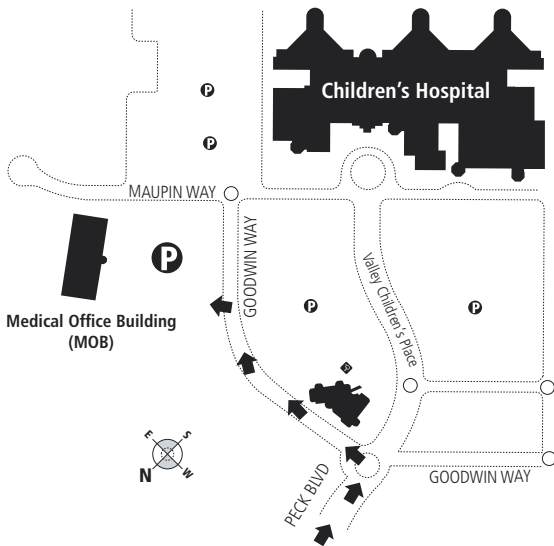 Children's Hospital
P
P
MAUPIN WAY
GOODWIN WAY
P
Valley Children's Place
P
P
Medical Office Building
(MOB)
E
S
N
W
PECK BLVD
GOODWIN WAY